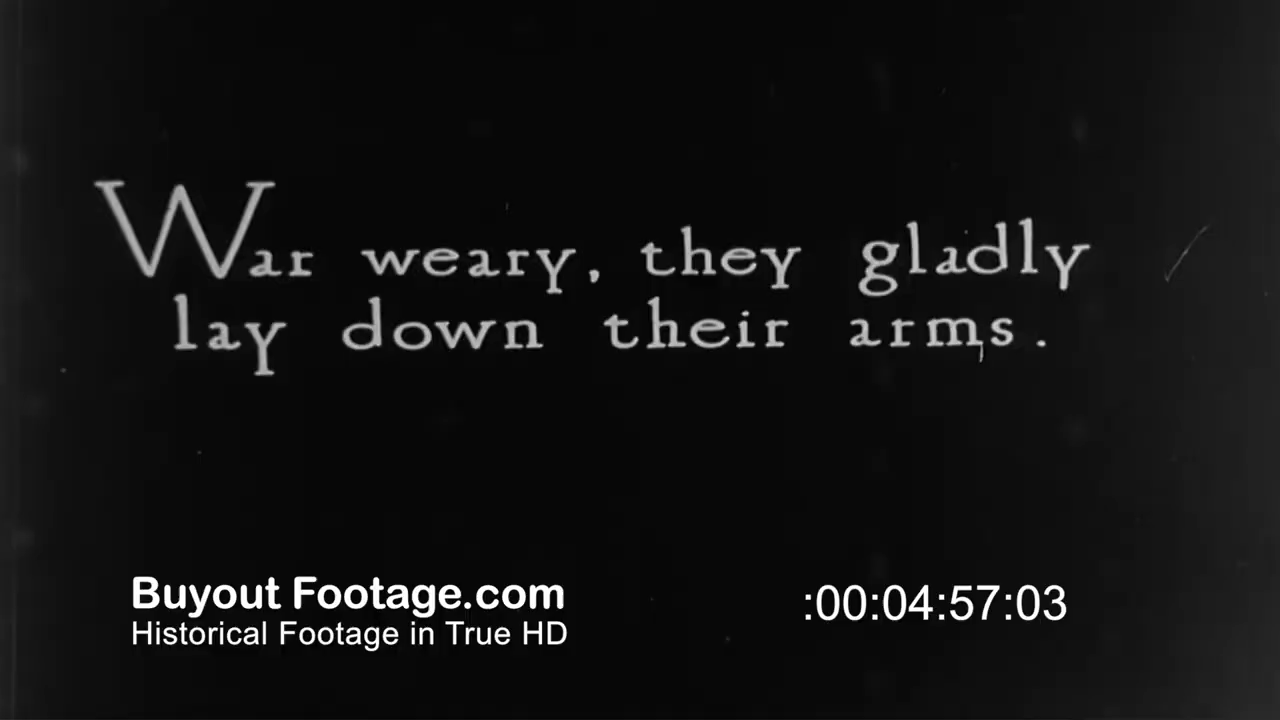 War weary, they gladly
lay down their arms.
Buyout Footage.com
Historical Footage in True HD
:00:04:57:03